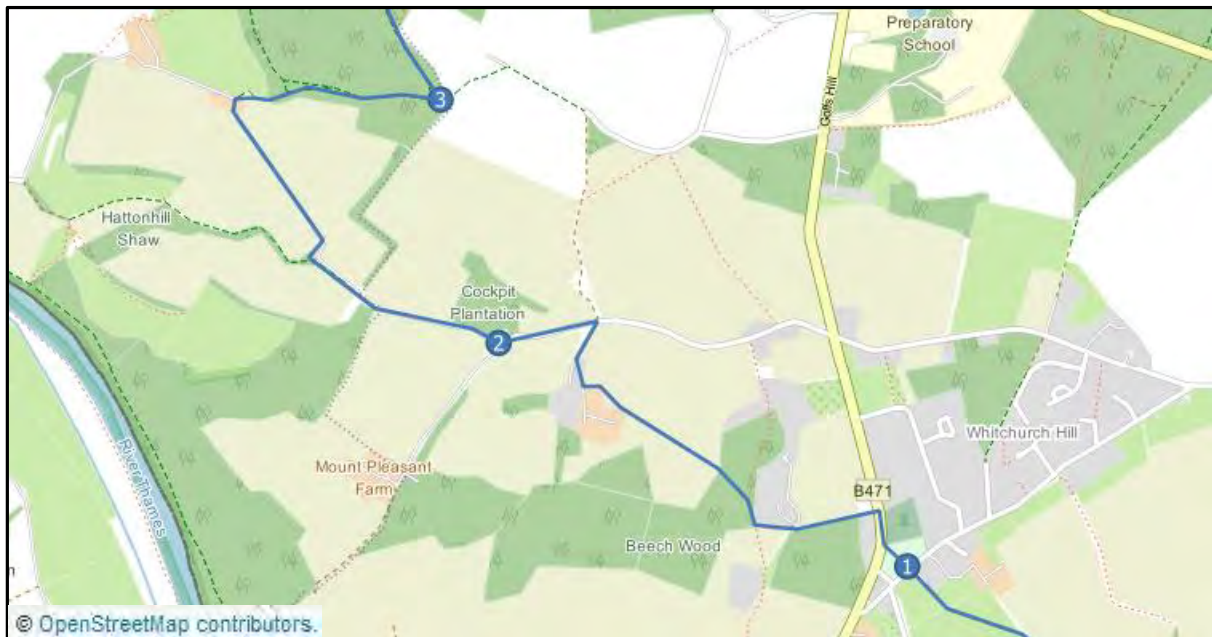 Preparatory
School
Goffs Hill
3
Hattonhill
Shaw
Cockpit
Plantation
2
River Thames
Mount Pleasant
Farm
Whitchurch Hill
B471
Beech Wood
1
© OpenStreetMap contributors.